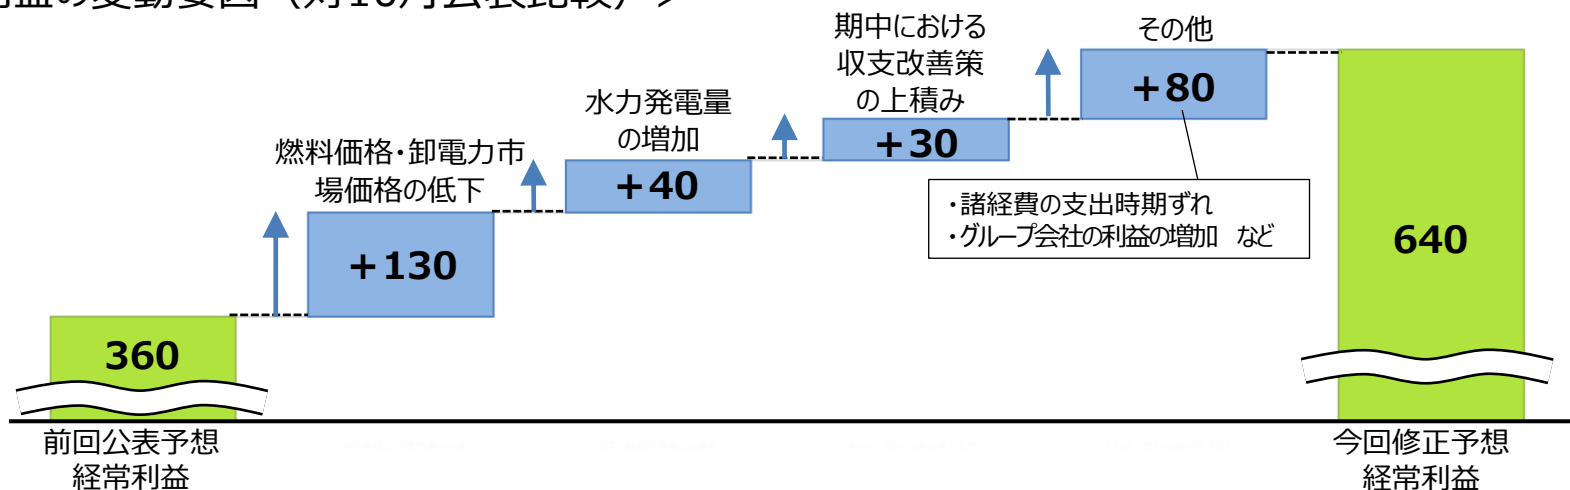 前回公表予想
経常利益
360
燃料価格・卸電力市
場価格の低下
+130
水力発電量
の増加
+40
期中における
収支改善策
の上積み
+30
その他
+80
・諸経費の支出時期ずれ
・グループ会社の利益の増加 など
640
今回修正予想
経常利益